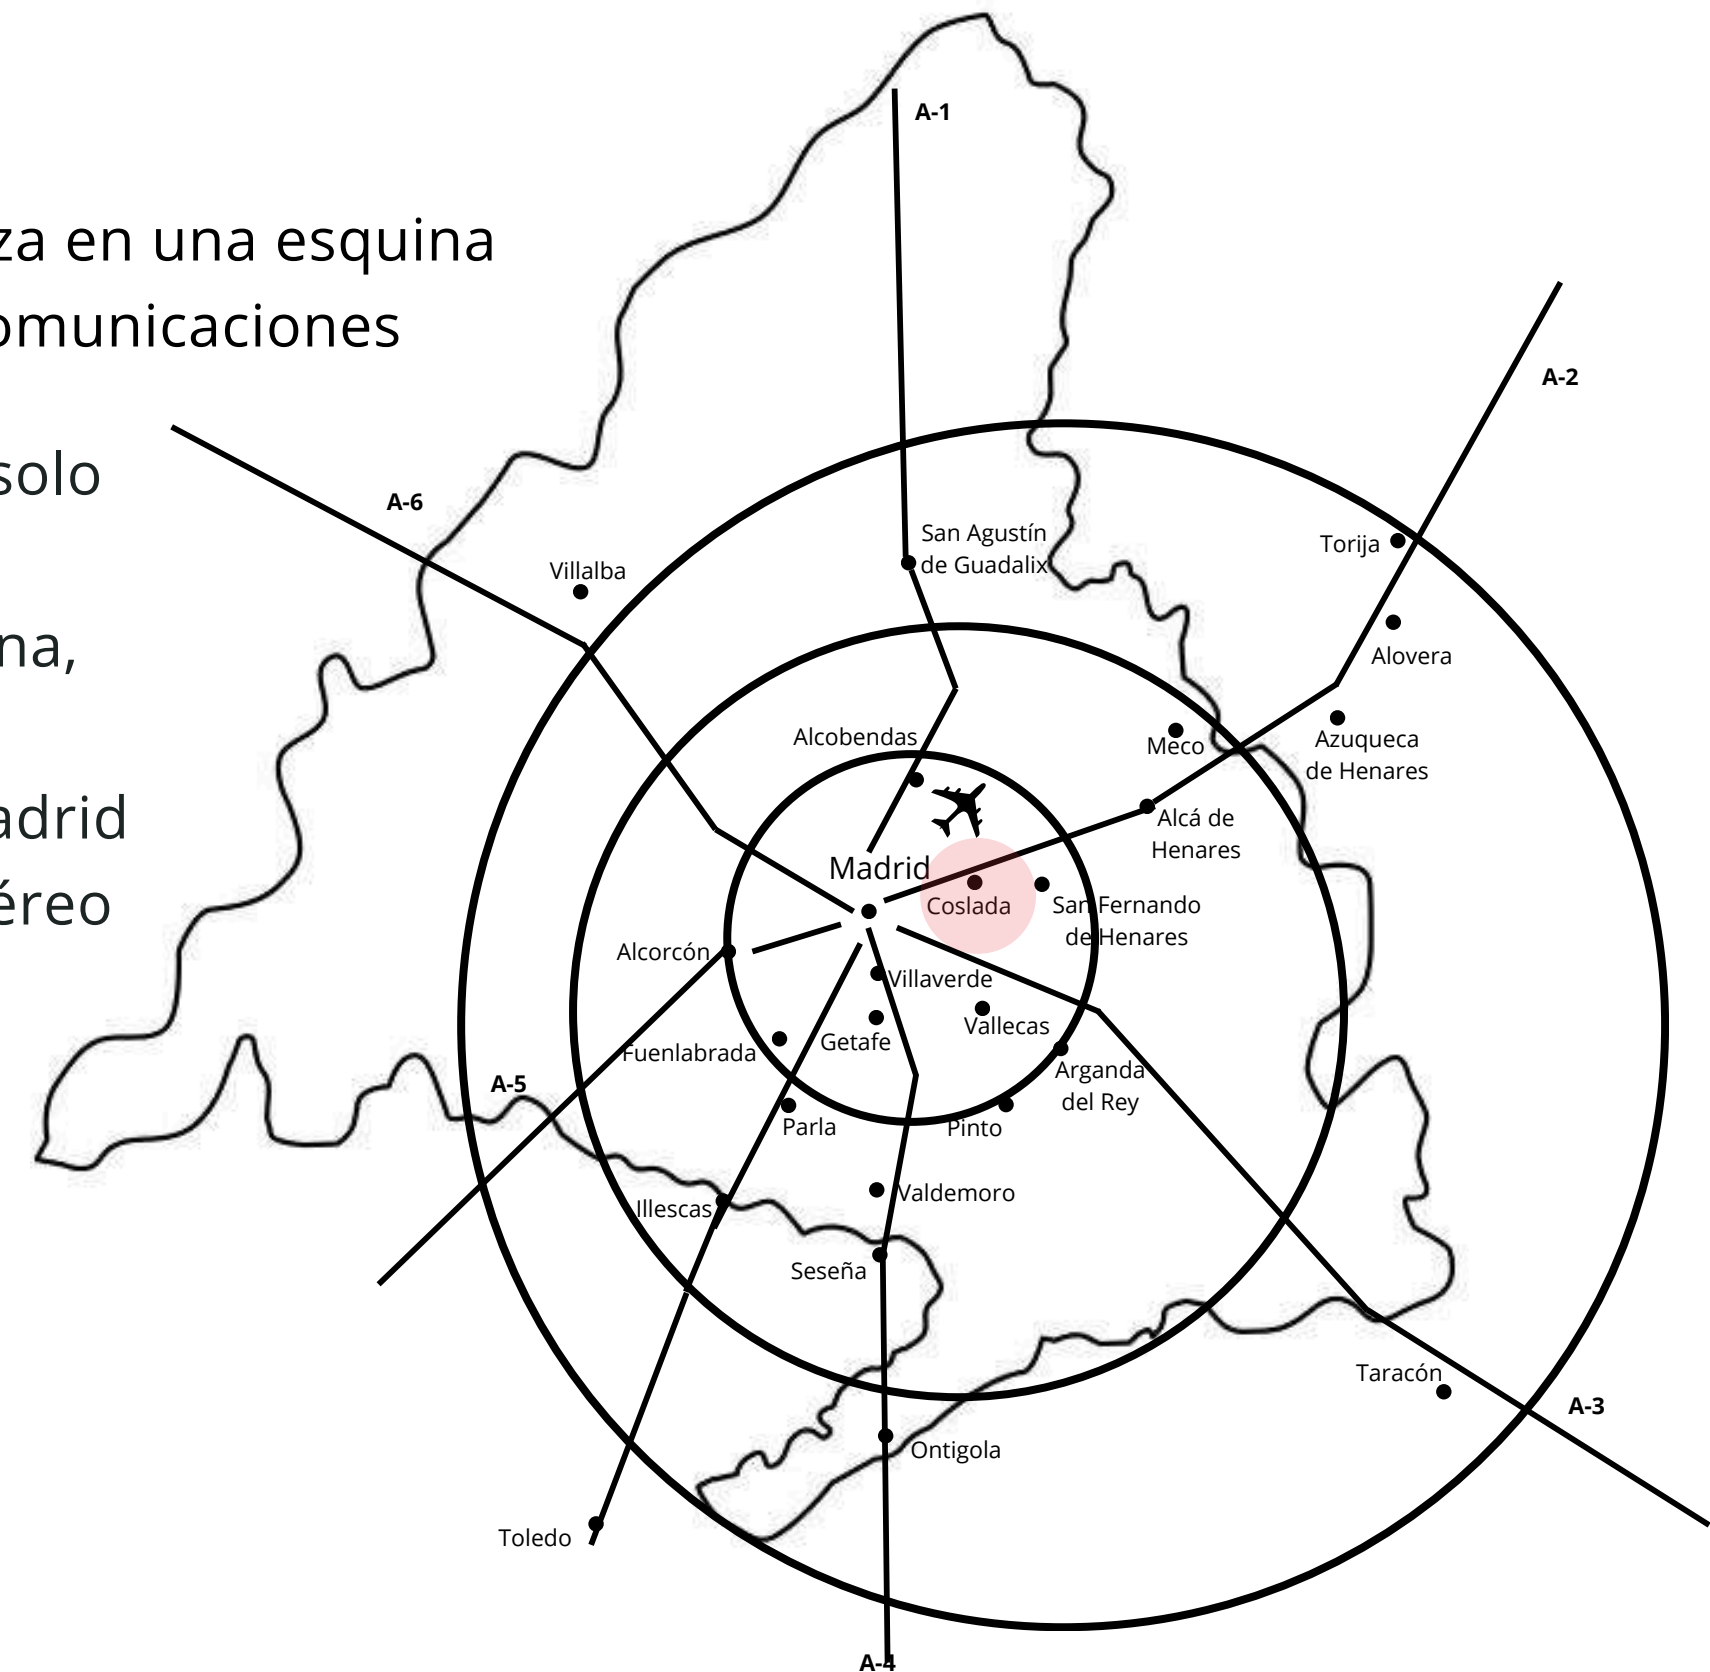 za en una esquina
omunicaciones
solo
na,
adrid
éreo
A-1
A-2
A-6
San Agustín
de Guadalix
Torija
Villalba
Alovera
Alcobendas
Meco
Azuqueca
de Henares
Alcá de
Henares
Madrid
Coslada
San Fernando
de Henares
Alcorcón
Villaverde
Vallecas
Getafe
Fuenlabrada
Arganda
del Rey
A-5
Parla
Pinto
Valdemoro
Illescas
Seseña
Taracón
A-3
Ontigola
Toledo
A-4